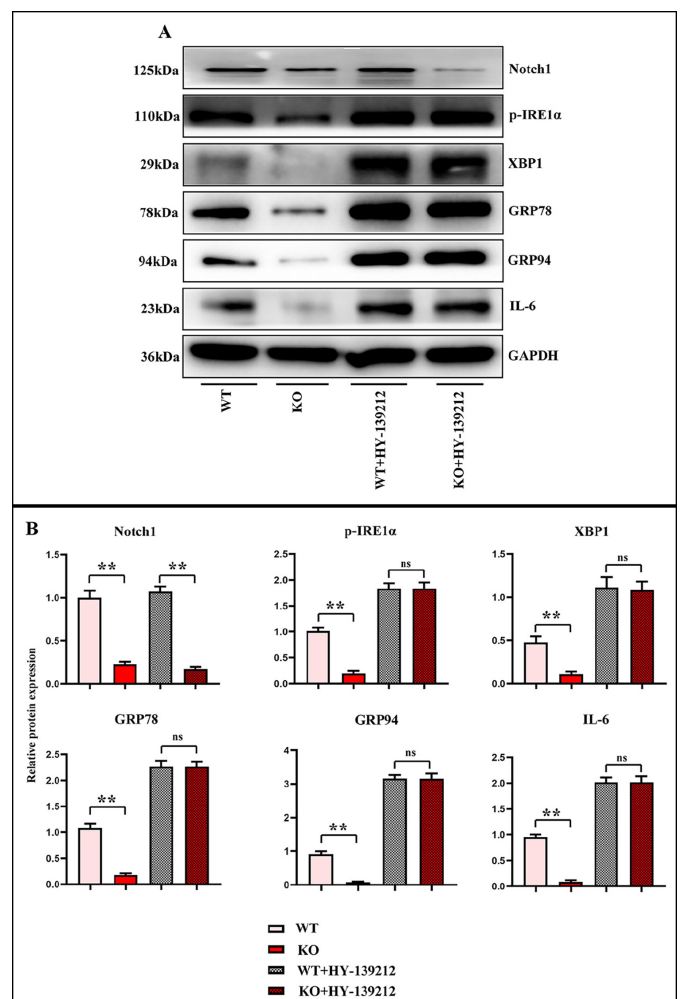 A
125kDa Notch1
110kDa p-IRE1α
29kDa XBP1
78kDa GRP78
94kDa GRP94
23kDa IL-6
36kDa GAPDH
WT
KO
WT+HY-139212
KO+HY-139212
B
Relative protein expression
Notch1
1.5
1.0
0.5
0.0
**
**
p-IRE1α
2.5
2.0
1.5
1.0
0.5
0.0
**
ns
XBP1
1.5
1.0
0.5
0.0
**
ns
GRP78
2.5
2.0
1.5
1.0
0.5
0.0
**
ns
GRP94
4
3
2
1
0
**
ns
IL-6
2.5
2.0
1.5
1.0
0.5
0.0
**
ns
WT
KO
WT+HY-139212
KO+HY-139212